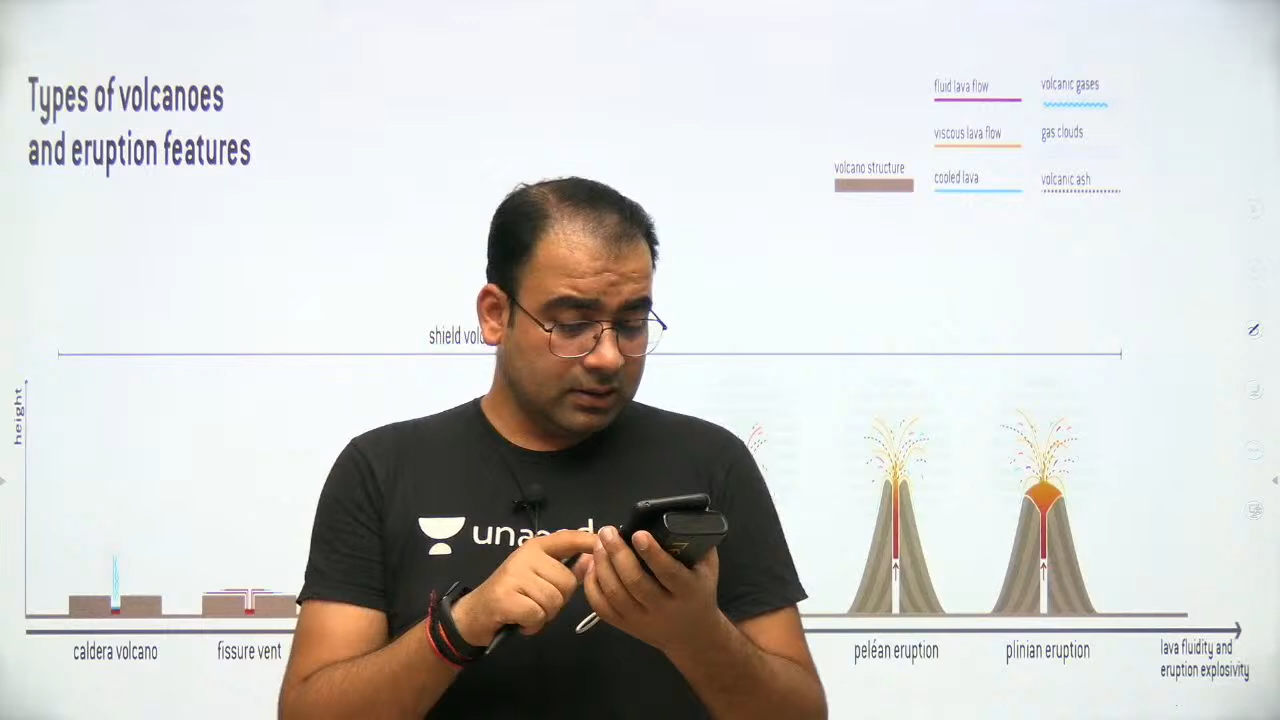 Types of volcanoes
and eruption features
fluid lava flow
volcanic gases
viscous lava flow
gas clouds
volcano structure
cooled lava
volcanic ash
shield
height
caldera volcano
fissure vent
peléan eruption
plinian eruption
lava fluidity and
eruption explosivity